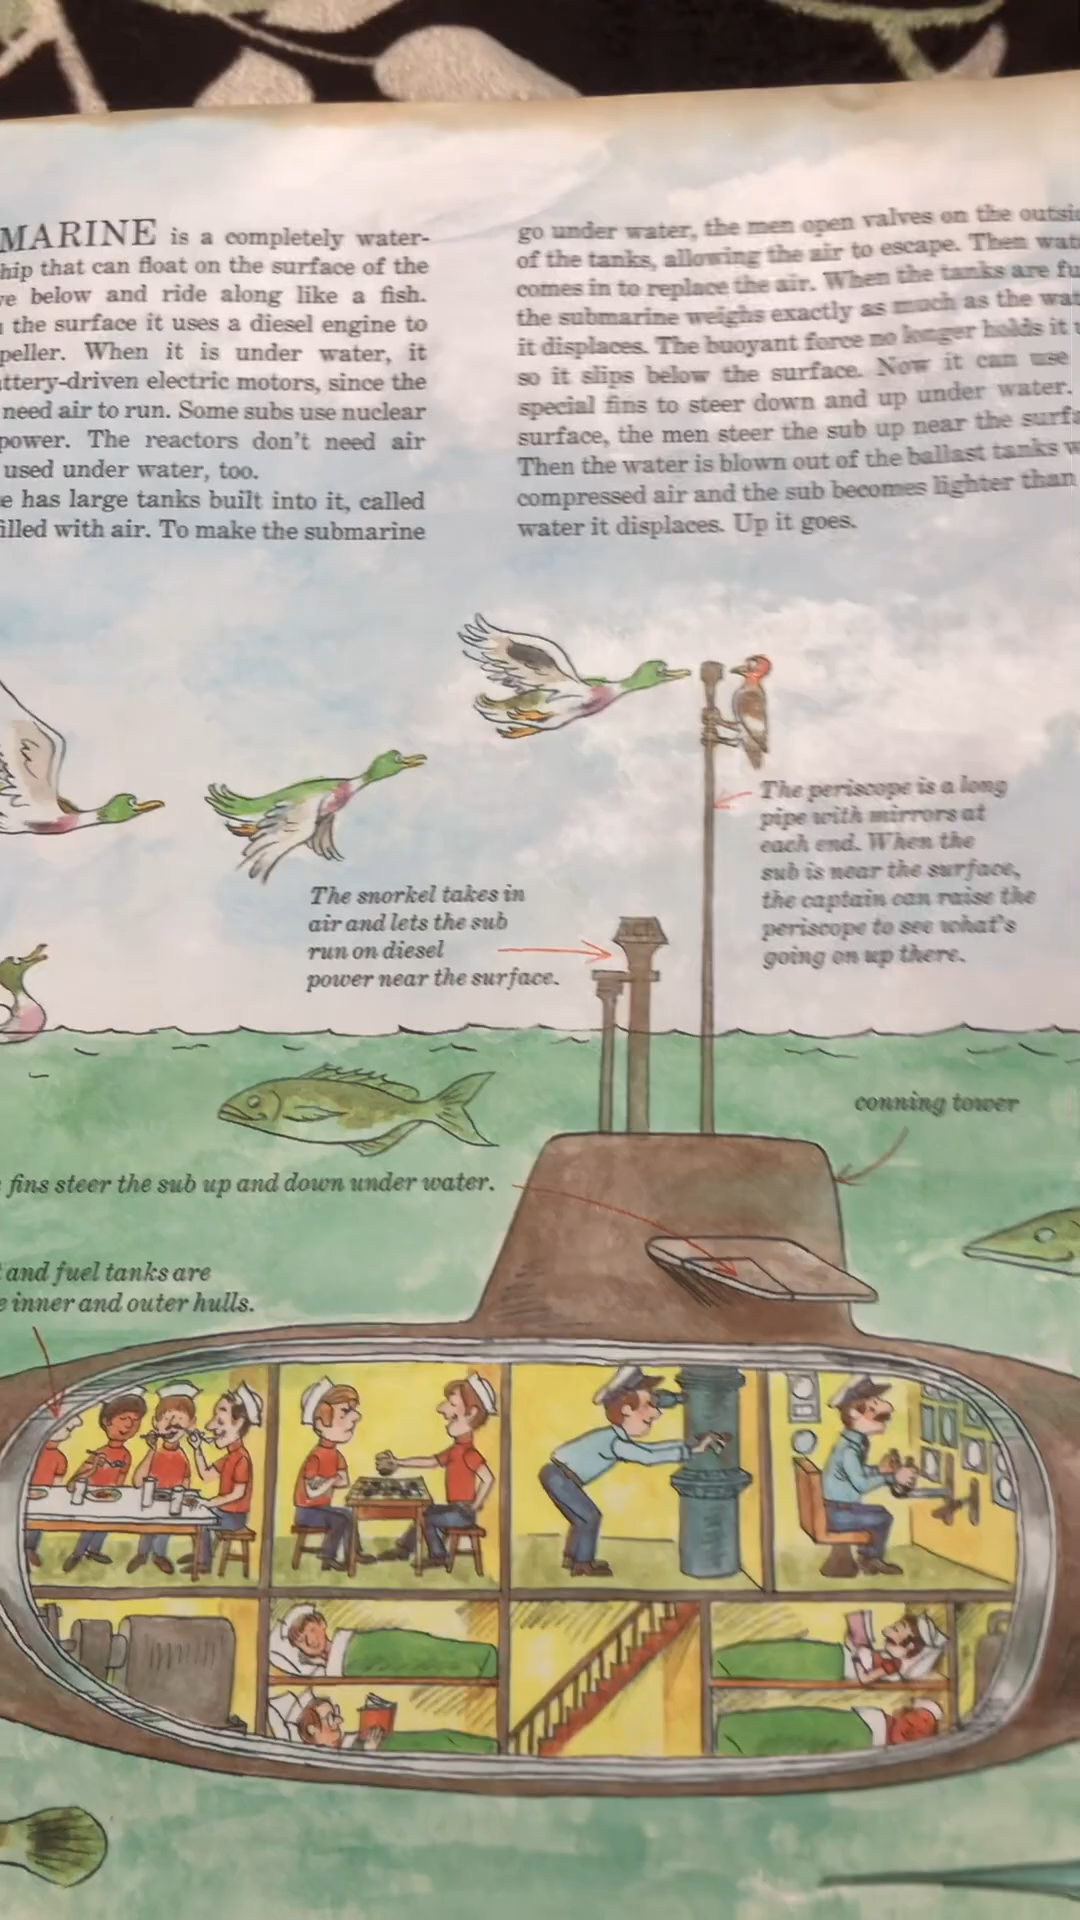 MARINE is a completely water-
hip that can float on the surface of the
ve below and ride along like a fish.
the surface it uses a diesel engine to
peller. When it is under water, it
ttery-driven electric motors, since the
need air to run. Some subs use nuclear
power. The reactors don't need air
used under water, too.
e has large tanks built into it, called
illed with air. To make the submarine
go under water, the men open valves on the outsi
of the tanks, allowing the air to escape. Then wat
comes in to replace the air. When the tanks are fu
the submarine weighs exactly as much as the wat
it displaces. The buoyant force no longer holds it u
so it slips below the surface. Now it can use
special fins to steer down and up under water.
surface, the men steer the sub up near the surfa
Then the water is blown out of the ballast tanks w
compressed air and the sub becomes lighter than
water it displaces. Up it goes.
The periscope is a long
pipe with mirrors at
each end. When the
sub is near the surface,
the captain can raise the
periscope to see what's
going on up there.
The snorkel takes in
air and lets the sub
run on diesel
power near the surface.
conning tower
fins steer the sub up and down under water.
and fuel tanks are
e inner and outer hulls.